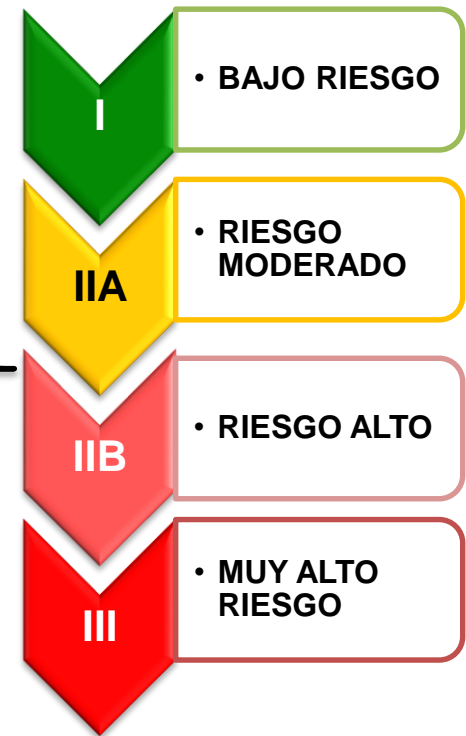 I
• BAJO RIESGO
IIA
• RIESGO
MODERADO
IIB
• RIESGO ALTO
III
• MUY ALTO
RIESGO